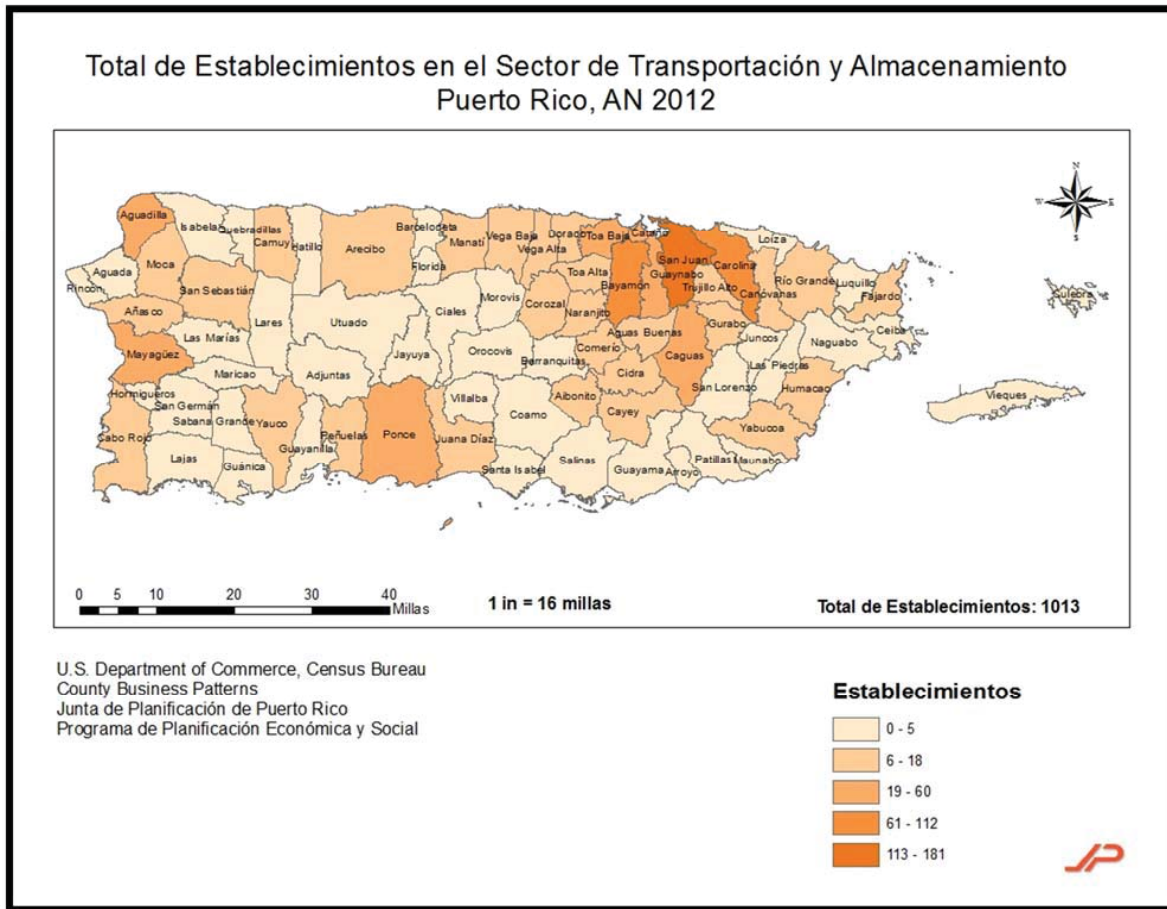 Total de Establecimientos en el Sector de Transportación y Almacenamiento
Puerto Rico, AN 2012
N
W
E
S
Aguadilla
Isabela
Quebradillas
Camuy
Hatillo
Arecibo
Barceloneta
Manatí
Vega Baja
Vega Alta
Dorado
Toa Baja
Cataño
San Juan
Carolina
Loiza
Moca
Aguada
Rincón
San Sebastián
Florida
Toa Alta
Bayamón
Guaynabo
Trujillo Alto
Canóvanas
Río Grande
Luquillo
Fajardo
Culebra
Añasco
Las Marías
Lares
Utuado
Ciales
Morovis
Corozal
Naranjito
Aguas Buenas
Gurabo
Juncos
Naguabo
Ceiba
Mayagüez
Maricao
Adjuntas
Jayuya
Orocovis
Barranquitas
Comerío
Cidra
Caguas
San Lorenzo
Las Piedras
Humacao
Vieques
Hormigueros
San Germán
Sabana Grande
Yauco
Guayanilla
Peñuelas
Ponce
Juana Díaz
Villalba
Coamo
Aibonito
Cayey
Yabucoa
Cabo Rojo
Lajas
Guánica
Santa Isabel
Salinas
Guayama
Arroyo
Patillas
Maunabo
0 5 10 20 30 40
Millas
1 in = 16 millas
Total de Establecimientos: 1013
U.S. Department of Commerce, Census Bureau
County Business Patterns
Junta de Planificación de Puerto Rico
Programa de Planificación Económica y Social
Establecimientos
0 - 5
6 - 18
19 - 60
61 - 112
113 - 181
JP